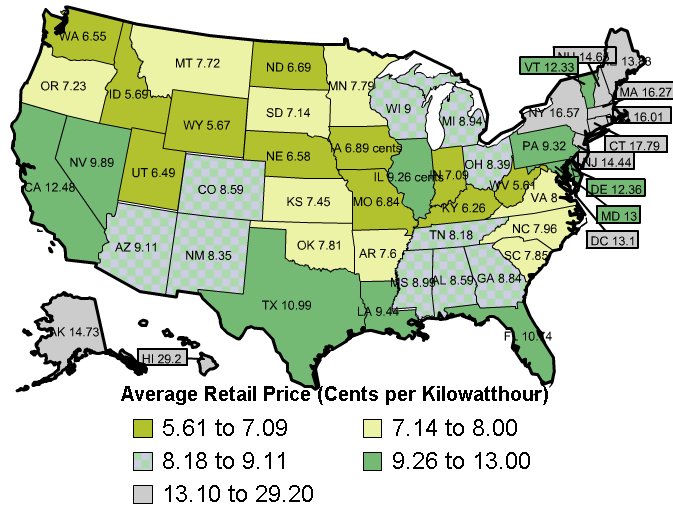 WA 6.55
MT 7.72
ND 6.69
MN 7.79
VT 12.33
NH 14.65
13.83
OR 7.23
ID 5.69
SD 7.14
WI 9
MI 8.94
NY 16.57
MA 16.27
16.01
WY 5.67
CT 17.79
NE 6.58
IA 6.89 cents
PA 9.32
NJ 14.44
NV 9.89
UT 6.49
CO 8.59
IL 9.26 cents
IN 7.09
OH 8.39
WV 5.61
DE 12.36
CA 12.48
KS 7.45
MO 6.84
KY 6.26
VA 8
MD 13
AZ 9.11
NM 8.35
OK 7.81
AR 7.6
TN 8.18
NC 7.96
DC 13.1
SC 7.85
MS 8.99
AL 8.59
GA 8.84
TX 10.99
LA 9.44
AK 14.73
HI 29.2
FL 10.74
Average Retail Price (Cents per Kilowatthour)
5.61 to 7.09
7.14 to 8.00
8.18 to 9.11
9.26 to 13.00
13.10 to 29.20